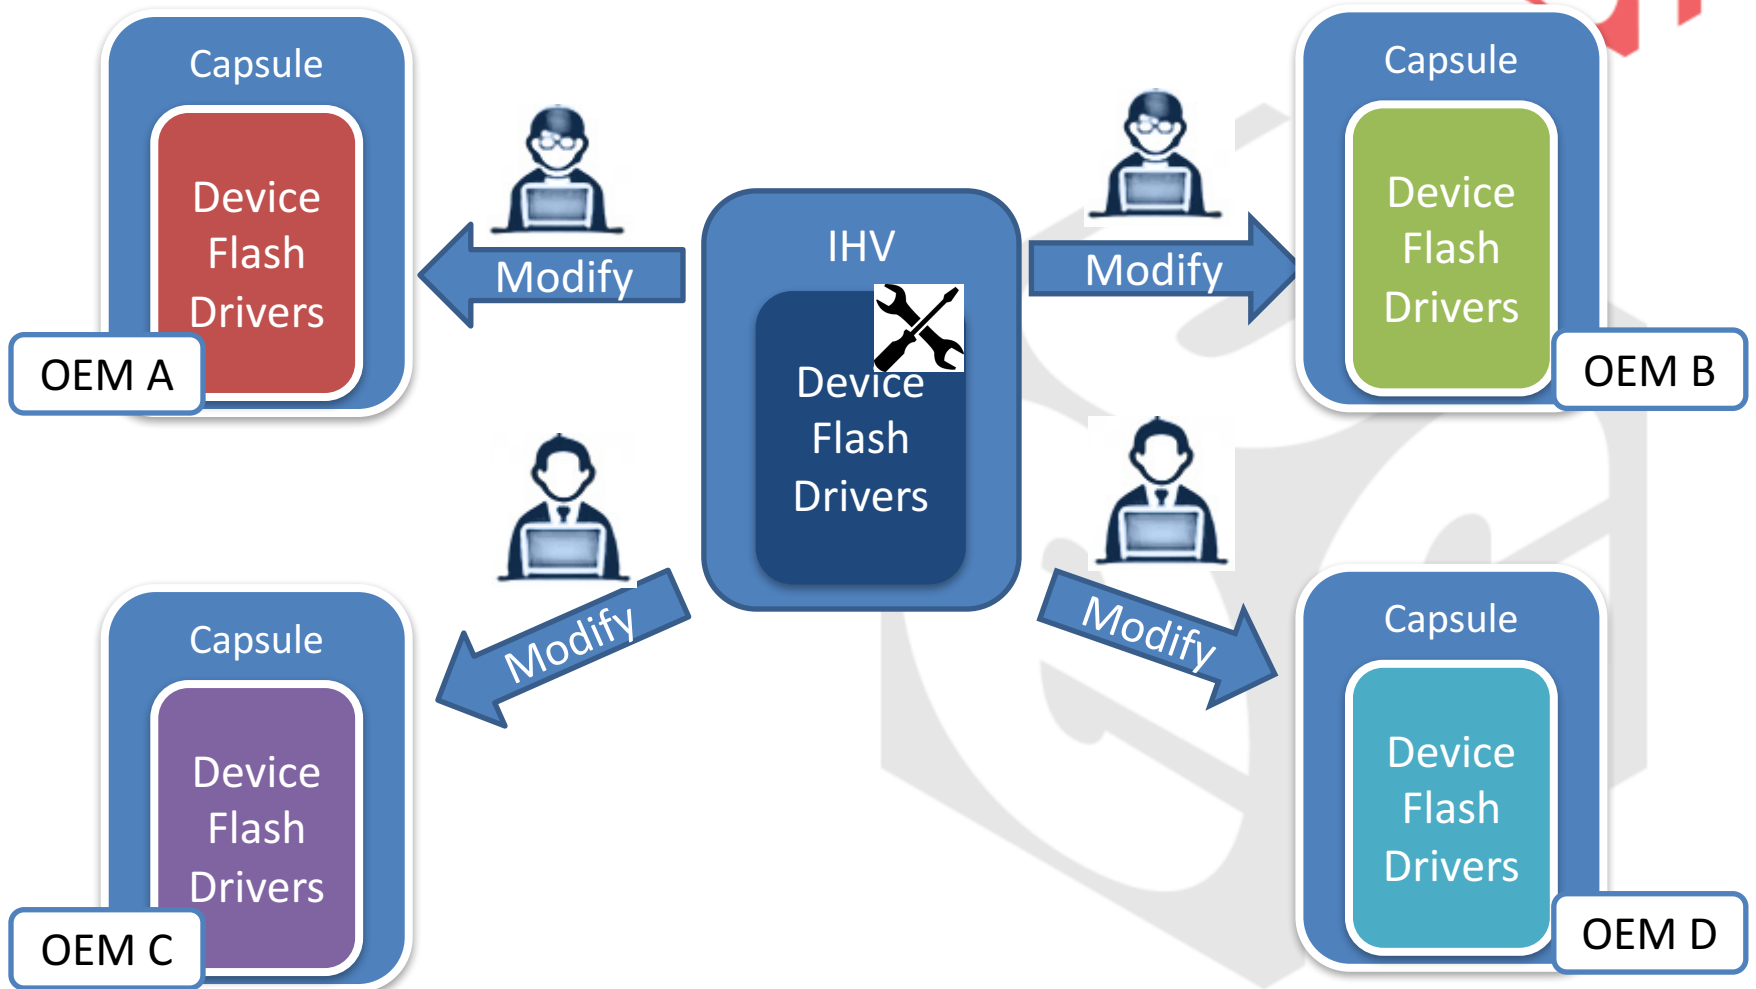 Capsule
Device
Flash
Drivers
OEM A
Modify
IHV
Device
Flash
Drivers
Modify
Capsule
Device
Flash
Drivers
OEM B
Capsule
Device
Flash
Drivers
OEM C
Modify
Modify
Capsule
Device
Flash
Drivers
OEM D